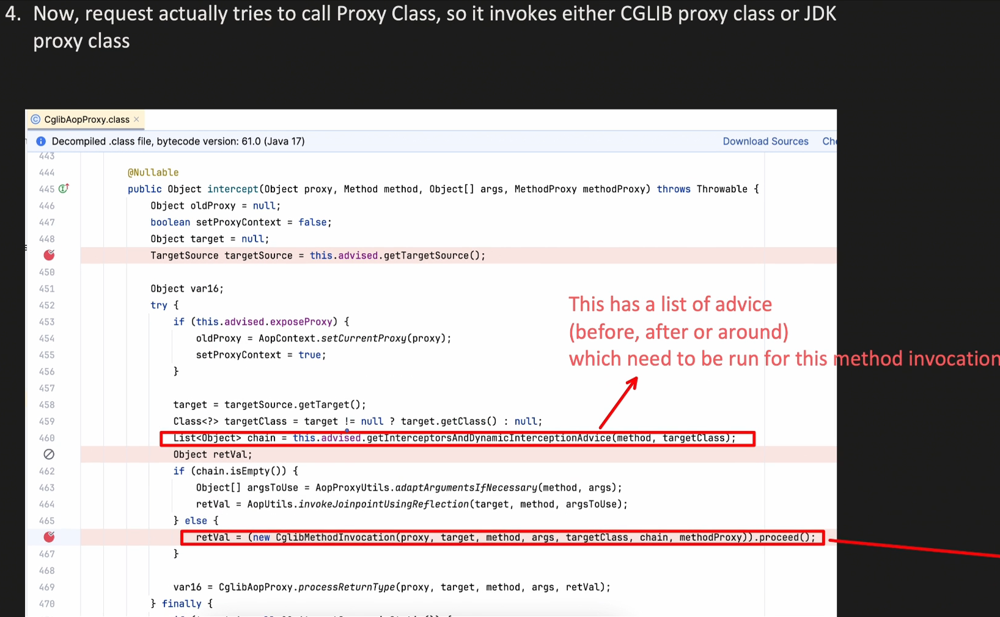 4. Now, request actually tries to call Proxy Class, so it invokes either CGLIB proxy class or JDK
proxy class
CglibAopProxy.class ×
Decompiled .class file, bytecode version: 61.0 (Java 17)
Download Sources
443
444 @Nullable
445 public Object intercept(Object proxy, Method method, Object[] args, MethodProxy methodProxy) throws Throwable {
446 Object oldProxy = null;
447 boolean setProxyContext = false;
448 Object target = null;
TargetSource targetSource = this.advised.getTargetSource();
450
451 Object var16;
452 try {
453 if (this.advised.exposeProxy) {
454 oldProxy = AopContext.setCurrentProxy(proxy);
455 setProxyContext = true;
456 }
457
458 target = targetSource.getTarget();
459 Class<?> targetClass = target != null ? target.getClass() : null;
460 List<Object> chain = this.advised.getInterceptorsAndDynamicInterceptionAdvice(method, targetClass);
Object retVal;
462 if (chain.isEmpty()) {
463 Object[] argsToUse = AopProxyUtils.adaptArgumentsIfNecessary(method, args);
464 retVal = AopUtils.invokeJoinpointUsingReflection(target, method, argsToUse);
465 } else {
retVal = (new CglibMethodInvocation(proxy, target, method, args, targetClass, chain, methodProxy)).proceed();
467 }
468
469 var16 = CglibAopProxy.processReturnType(proxy, target, method, args, retVal);
470 } finally {
This has a list of advice
(before, after or around)
which need to be run for this method invocation